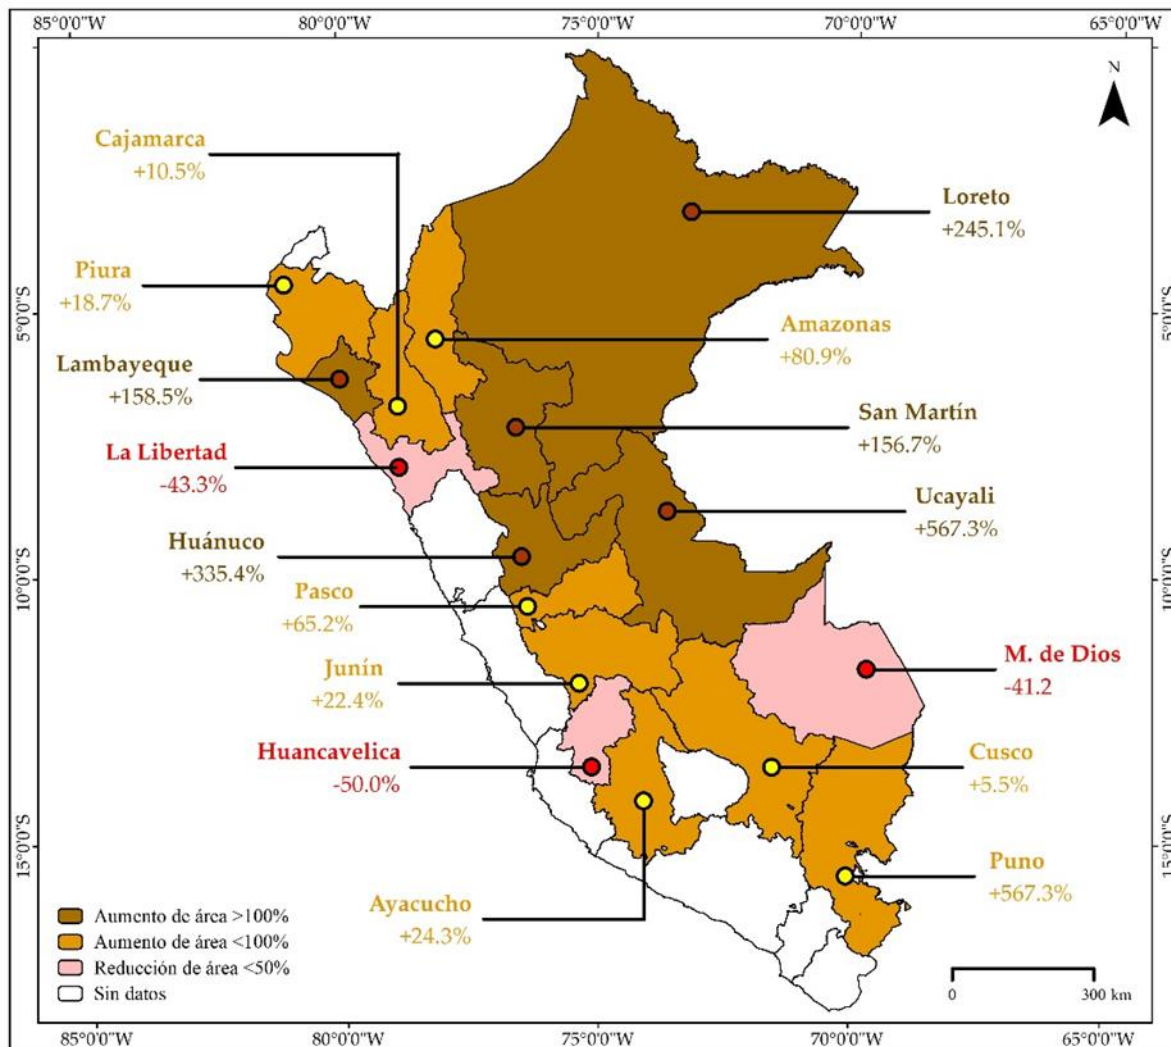 85°0'0"W 80°0'0"W 75°0'0"W 70°0'0"W 65°0'0"W
N
Cajamarca
+10.5%
Loreto
+245.1%
Piura
+18.7%
5°0'0"S
5°0'0"S
Amazonas
+80.9%
Lambayeque
+158.5%
San Martín
+156.7%
La Libertad
-43.3%
Ucayali
+567.3%
Huánuco
+335.4%
10°0'0"S
10°0'0"S
Pasco
+65.2%
M. de Dios
-41.2
Junín
+22.4%
Huancavelica
-50.0%
Cusco
+5.5%
15°0'0"S
15°0'0"S
Puno
+567.3%
Ayacucho
+24.3%
Aumento de área >100%
Aumento de área <100%
Reducción de área <50%
Sin datos
0 300 km
85°0'0"W 80°0'0"W 75°0'0"W 70°0'0"W 65°0'0"W